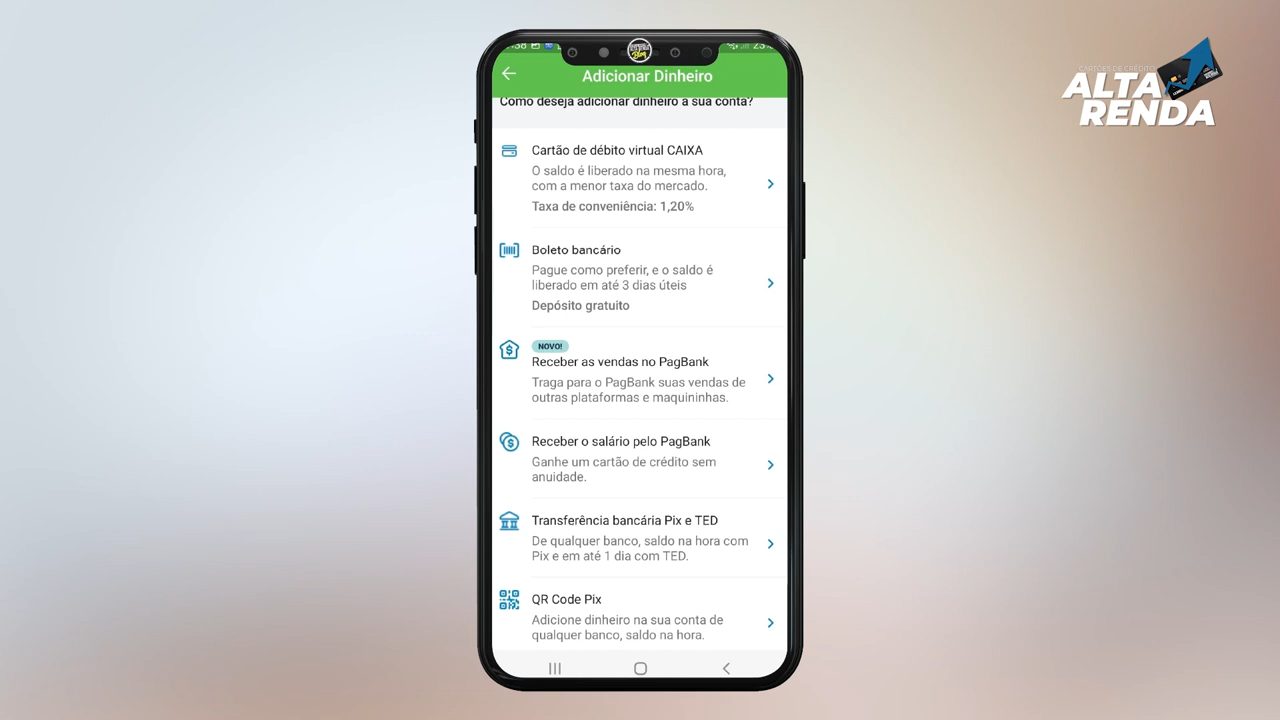 :38
23%
Blog
Adicionar Dinheiro
Como deseja adicionar dinheiro a sua conta?
Cartão de débito virtual CAIXA
O saldo é liberado na mesma hora,
com a menor taxa do mercado.
Taxa de conveniência: 1,20%
Boleto bancário
Pague como preferir, e o saldo é
liberado em até 3 dias úteis
Depósito gratuito
NOVO!
Receber as vendas no PagBank
Traga para o PagBank suas vendas de
outras plataformas e maquininhas.
Receber o salário pelo PagBank
Ganhe um cartão de crédito sem
anuidade.
Transferência bancária Pix e TED
De qualquer banco, saldo na hora com
Pix e em até 1 dia com TED.
QR Code Pix
Adicione dinheiro na sua conta de
qualquer banco, saldo na hora.
CARTÕES DE CRÉDITO
ALTA
RENDA